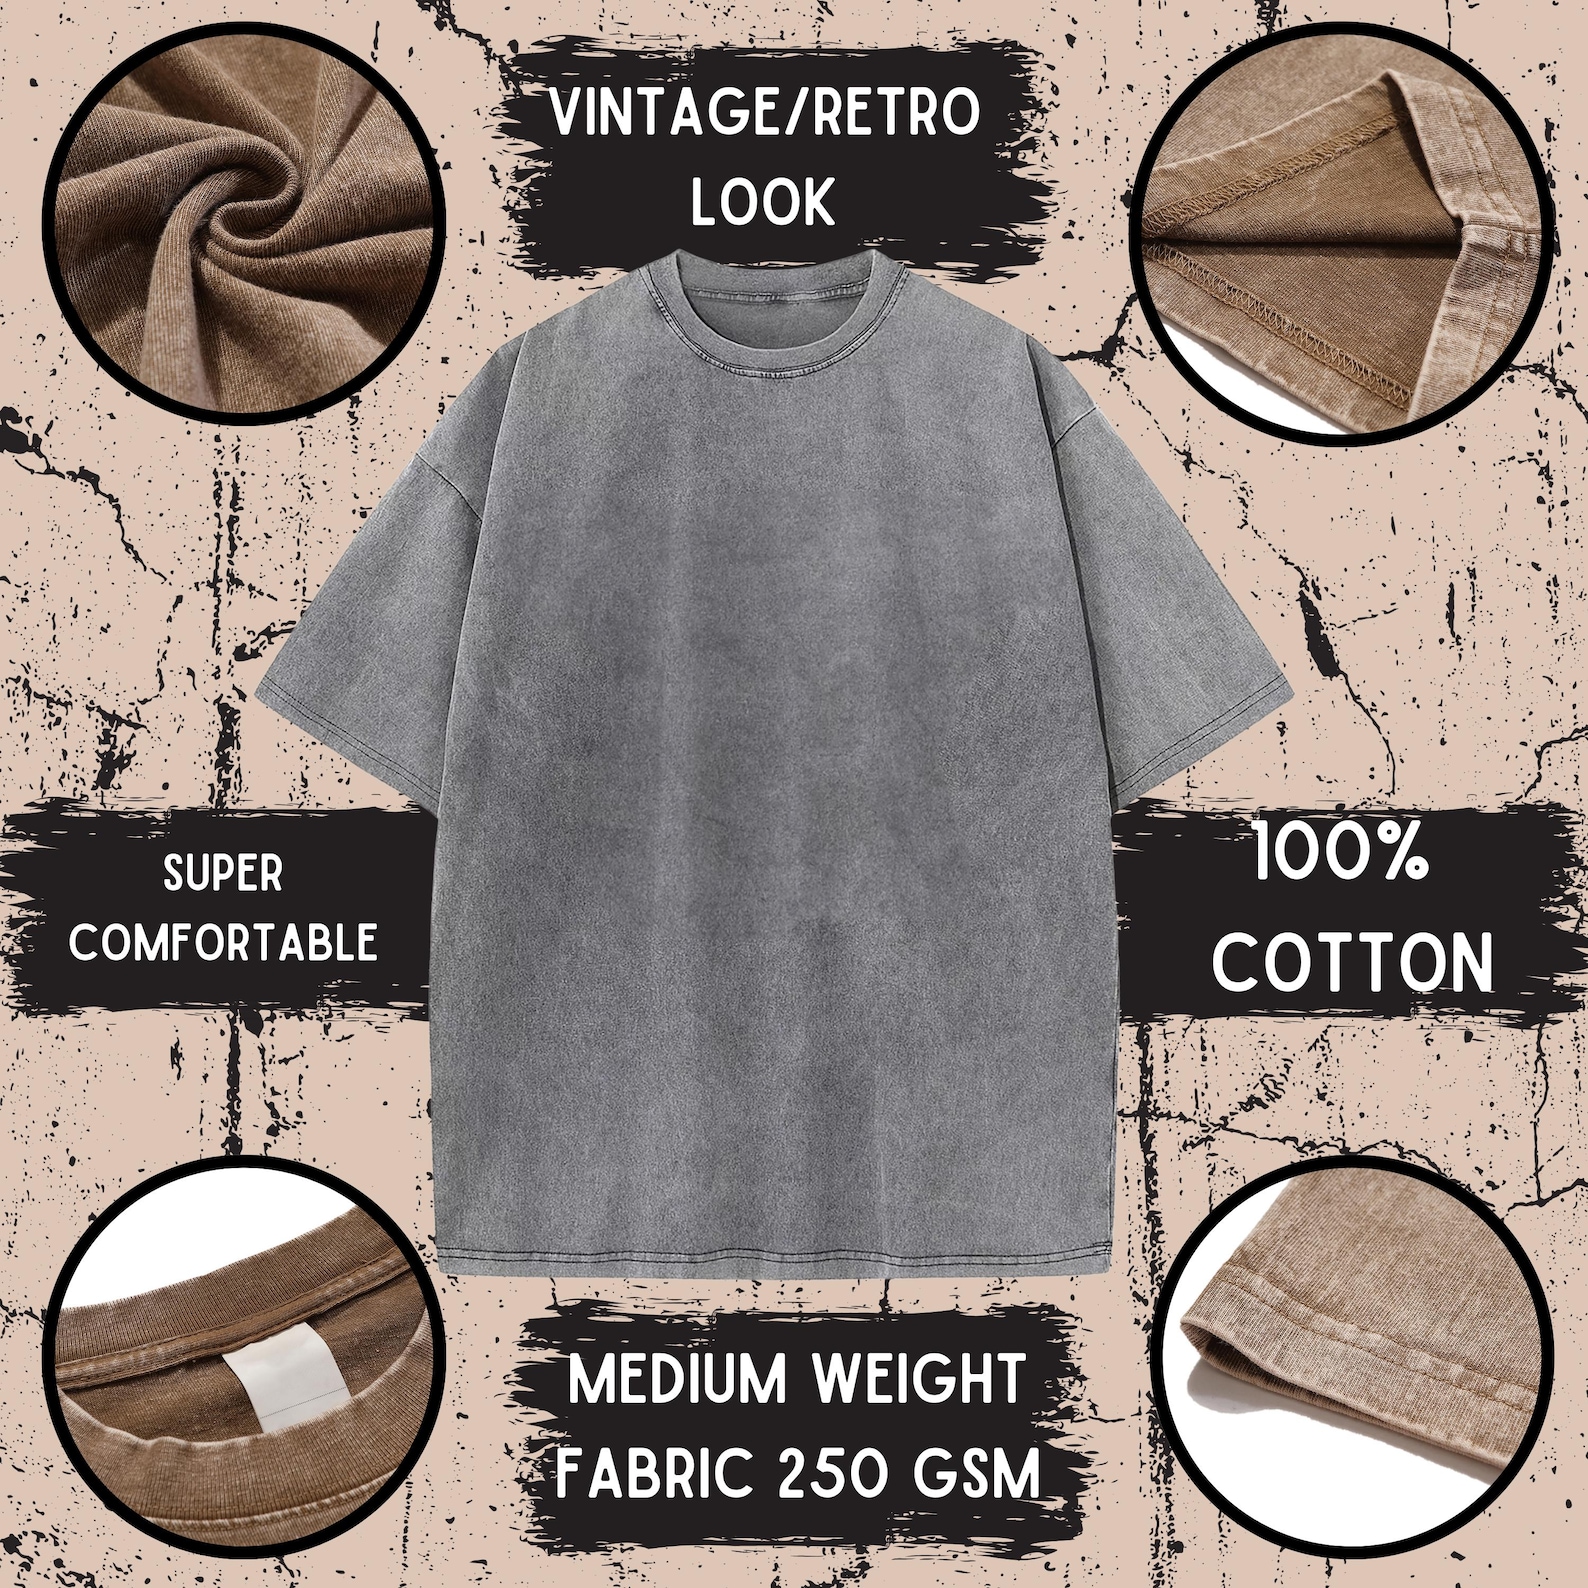 VINTAGE/RETRO
LOOK
SUPER
COMFORTABLE
100%
COTTON
MEDIUM WEIGHT
FABRIC 250 GSM